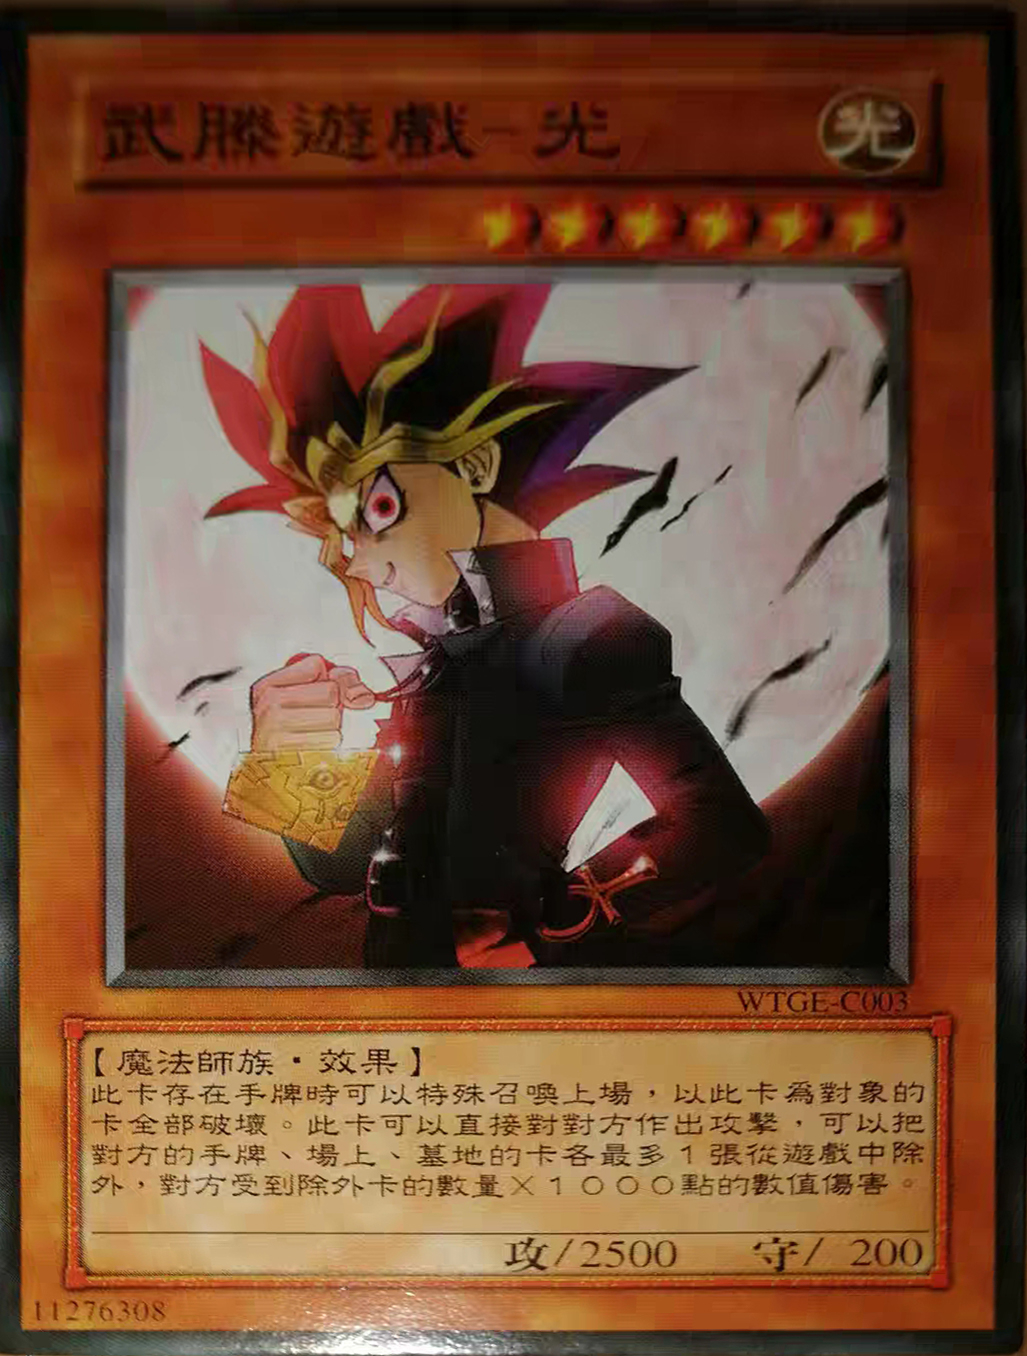 武滕遊戲-光
光
WTGE-C003
【魔法師族·效果】
此卡存在手牌時可以特殊召喚上場，以此卡為對象的
卡全部破壞。此卡可以直接對對方作出攻擊，可以把
對方的手牌、場上、墓地的卡各最多1張從遊戲中除
外，對方受到除外卡的數量×1000點的數值傷害。
攻/2500 守/ 200
11276308